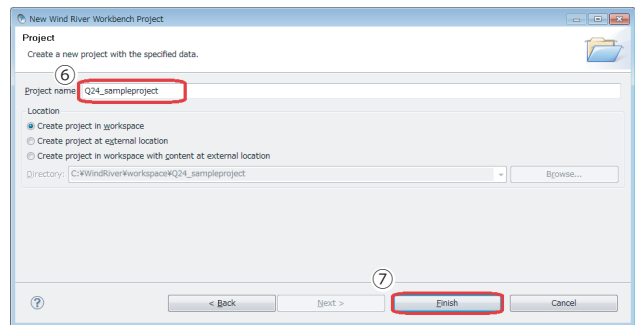 New Wind River Workbench Project
Project
Create a new project with the specified data.
⑥
Project name: Q24_sampleproject
Location
Create project in workspace
Create project at external location
Create project in workspace with content at external location
Directory: C:¥WindRiver¥workspace¥Q24_sampleproject Browse...
⑦
? < Back Next > Finish Cancel